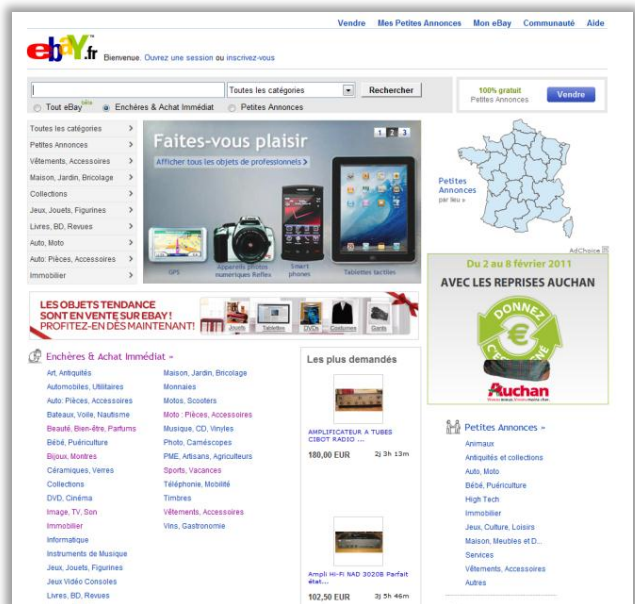 Vendre Mes Petites Annonces Mon eBay Communauté Aide
ebay.fr Bienvenue. Ouvrez une session ou inscrivez-vous
Toutes les catégories Rechercher
Tout eBay bêta Enchères & Achat Immédiat Petites Annonces
100% gratuit
Petites Annonces
Vendre
Toutes les catégories >
Petites Annonces >
Vêtements, Accessoires >
Maison, Jardin, Bricolage >
Collections >
Jeux, Jouets, Figurines >
Livres, BD, Revues >
Auto, Moto >
Auto: Pièces, Accessoires >
Immobilier >
Faites-vous plaisir
1 2 3
Afficher tous les objets de professionnels >
GPS
Appareils photos
numériques Reflex
Smart
phones
Tablettes tactiles
Petites
Annonces
par lieu »
AdChoice
Du 2 au 8 février 2011
AVEC LES REPRISES AUCHAN
DONNEZ
C'EST GAGNÉ
Auchan
LES OBJETS TENDANCE
SONT EN VENTE SUR EBAY!
PROFITEZ-EN DÈS MAINTENANT!
Jouets Tablettes DVDs Costumes Gants
Enchères & Achat Immédiat
Art, Antiquités
Automobiles, Utilitaires
Auto: Pièces, Accessoires
Bateaux, Voile, Nautisme
Beauté, Bien-être, Parfums
Bébé, Puériculture
Bijoux, Montres
Céramiques, Verres
Collections
DVD, Cinéma
Image, TV, Son
Immobilier
Informatique
Instruments de Musique
Jeux, Jouets, Figurines
Jeux Vidéo Consoles
Livres, BD, Revues
Maison, Jardin, Bricolage
Monnaies
Motos, Scooters
Moto : Pièces, Accessoires
Musique, CD, Vinyles
Photo, Caméscopes
PME, Artisans, Agriculteurs
Sports, Vacances
Téléphonie, Mobilité
Timbres
Vêtements, Accessoires
Vins, Gastronomie
Les plus demandés
AMPLIFICATEUR A TUBES
CIBOT RADIO ...
180,00 EUR 2j 3h 13m
Ampli Hi-Fi NAD 3020B Parfait
état...
102,50 EUR 3j 5h 46m
Petites Annonces
Animaux
Antiquités et collections
Auto, Moto
Bébé, Puériculture
High Tech
Immobilier
Jeux, Culture, Loisirs
Maison, Meubles et D...
Services
Vêtements, Accessoires
Autres